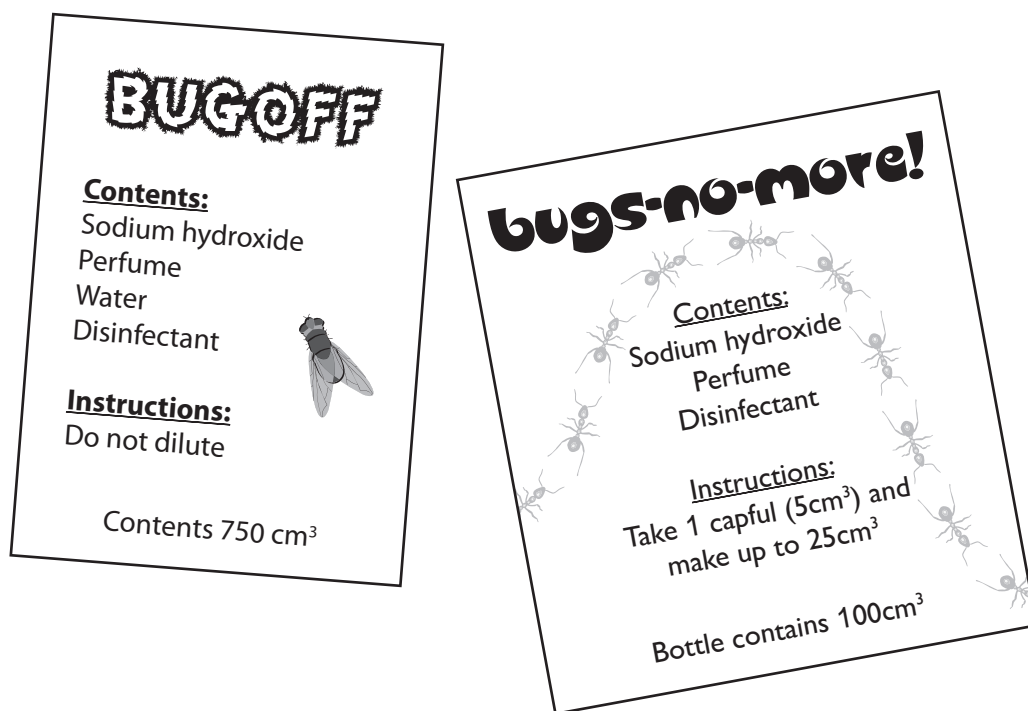 BUGOFF
Contents:
Sodium hydroxide
Perfume
Water
Disinfectant
Instructions:
Do not dilute
Contents 750 cm³
bugs-no-more!
Contents:
Sodium hydroxide
Perfume
Disinfectant
Instructions:
Take 1 capful (5cm³) and
make up to 25cm³
Bottle contains 100cm³